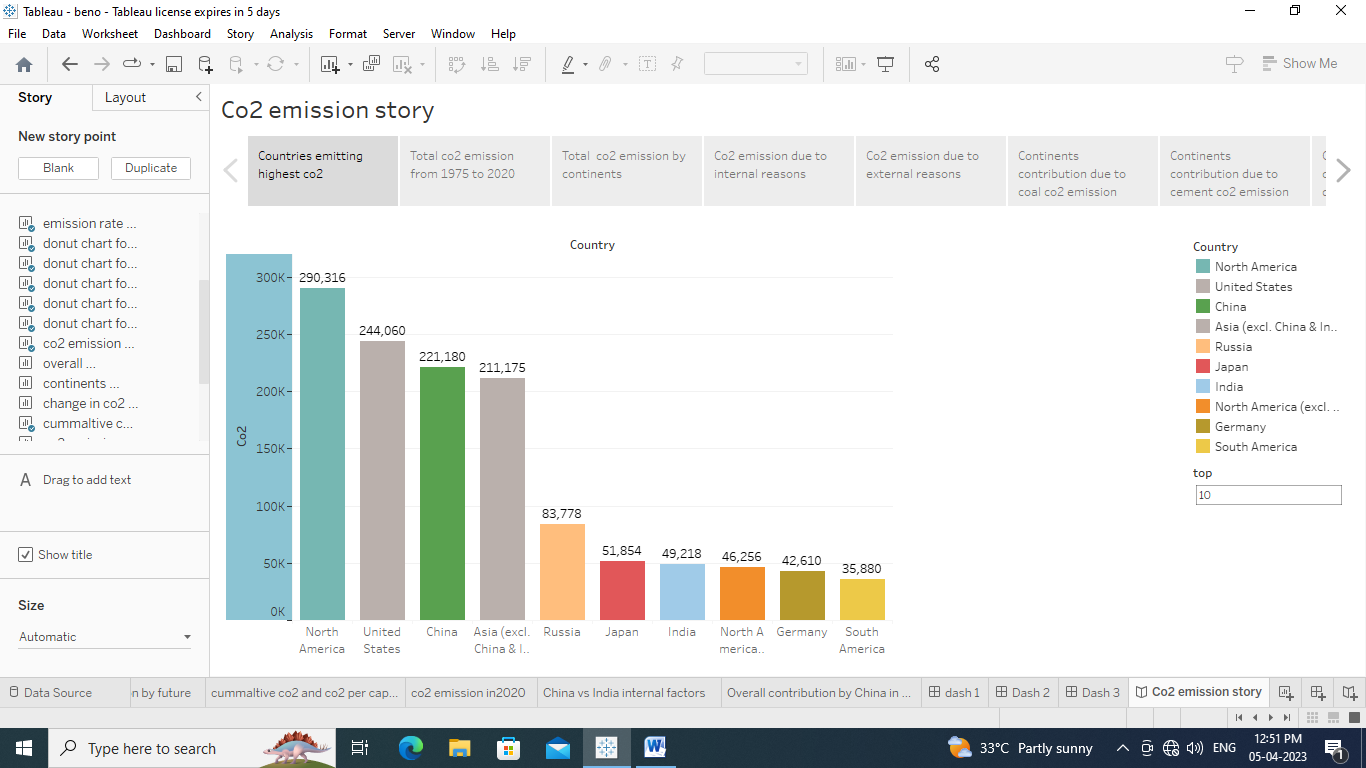 Tableau - beno - Tableau license expires in 5 days
File Data Worksheet Dashboard Story Analysis Format Server Window Help
Show Me
Story Layout
New story point
Blank Duplicate
emission rate ...
donut chart fo...
donut chart fo...
donut chart fo...
donut chart fo...
donut chart fo...
co2 emission ...
overall ...
continents ...
change in co2 ...
cummaltive c...
A Drag to add text
Show title
Size
Automatic
Co2 emission story
Countries emitting
highest co2
Total co2 emission
from 1975 to 2020
Total co2 emission by
continents
Co2 emission due to
internal reasons
Co2 emission due to
external reasons
Continents
contribution due to
coal co2 emission
Continents
contribution due to
cement co2 emission
Country
Co2
300K
250K
200K
150K
100K
50K
0K
290,316
244,060
221,180
211,175
83,778
51,854
49,218
46,256
42,610
35,880
North
America
United
States
China
Asia (excl.
China & I..
Russia
Japan
India
North A
merica..
Germany
South
America
Country
North America
United States
China
Asia (excl. China & In..
Russia
Japan
India
North America (excl. ..
Germany
South America
top
10
Data Source n by future cummaltive co2 and co2 per cap... co2 emission in2020 China vs India internal factors Overall contribution by China in ... dash 1 Dash 2 Dash 3 Co2 emission story
Type here to search
33°C Partly sunny
ENG
12:51 PM
05-04-2023
1